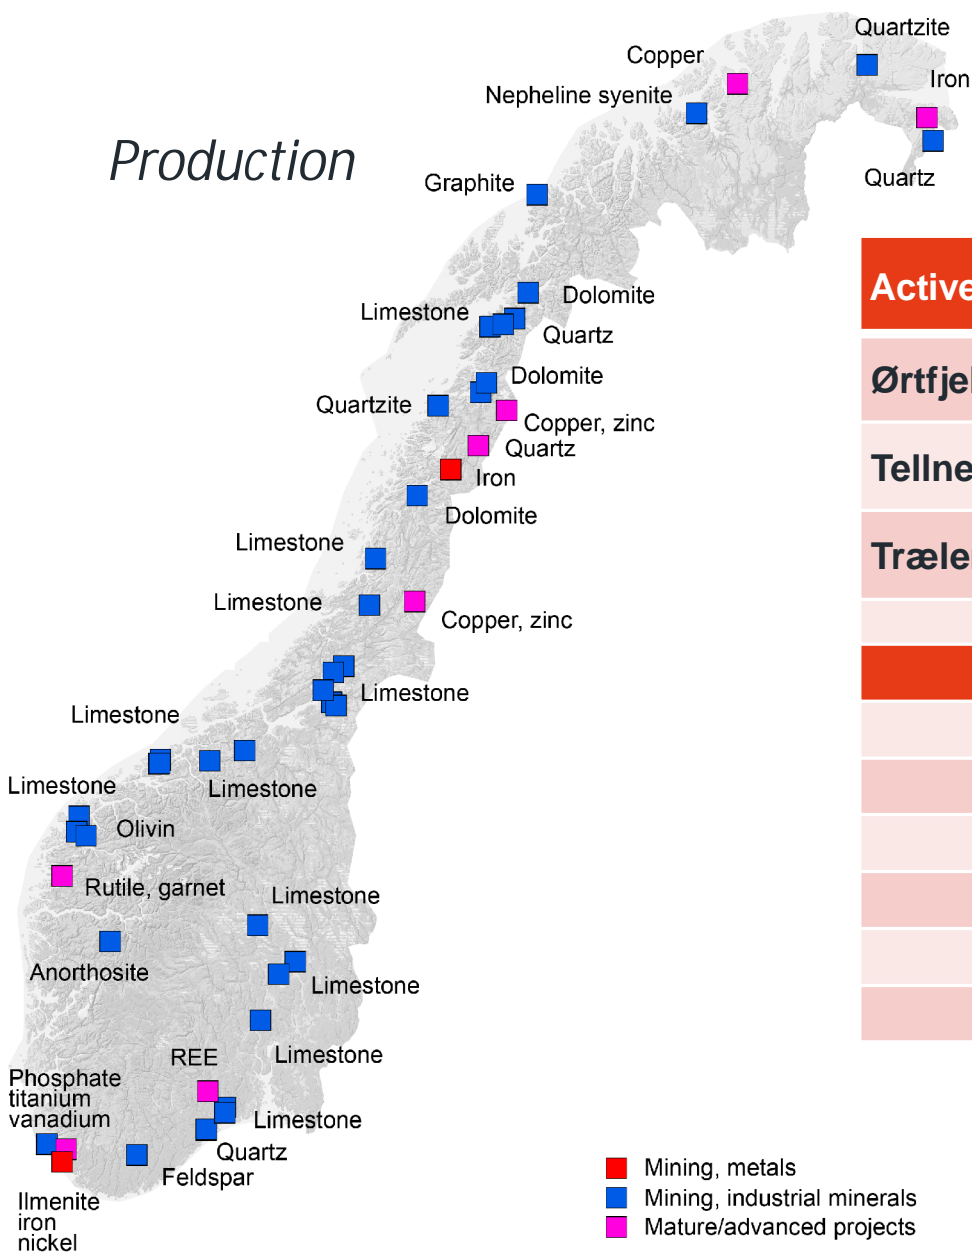 Quartzite
Copper
Iron
Nepheline syenite
Production
Quartz
Graphite
Active
Dolomite
Limestone
Quartz
Ørtfjel
Dolomite
Quartzite
Copper, zinc
Quartz
Tellne
Iron
Dolomite
Limestone
Træle
Limestone
Copper, zinc
Limestone
Limestone
Limestone
Limestone
Olivin
Rutile, garnet
Limestone
Anorthosite
Limestone
REE
Limestone
Phosphate
titanium
vanadium
Limestone
Quartz
Feldspar
Ilmenite
iron
nickel
Mining, metals
Mining, industrial minerals
Mature/advanced projects